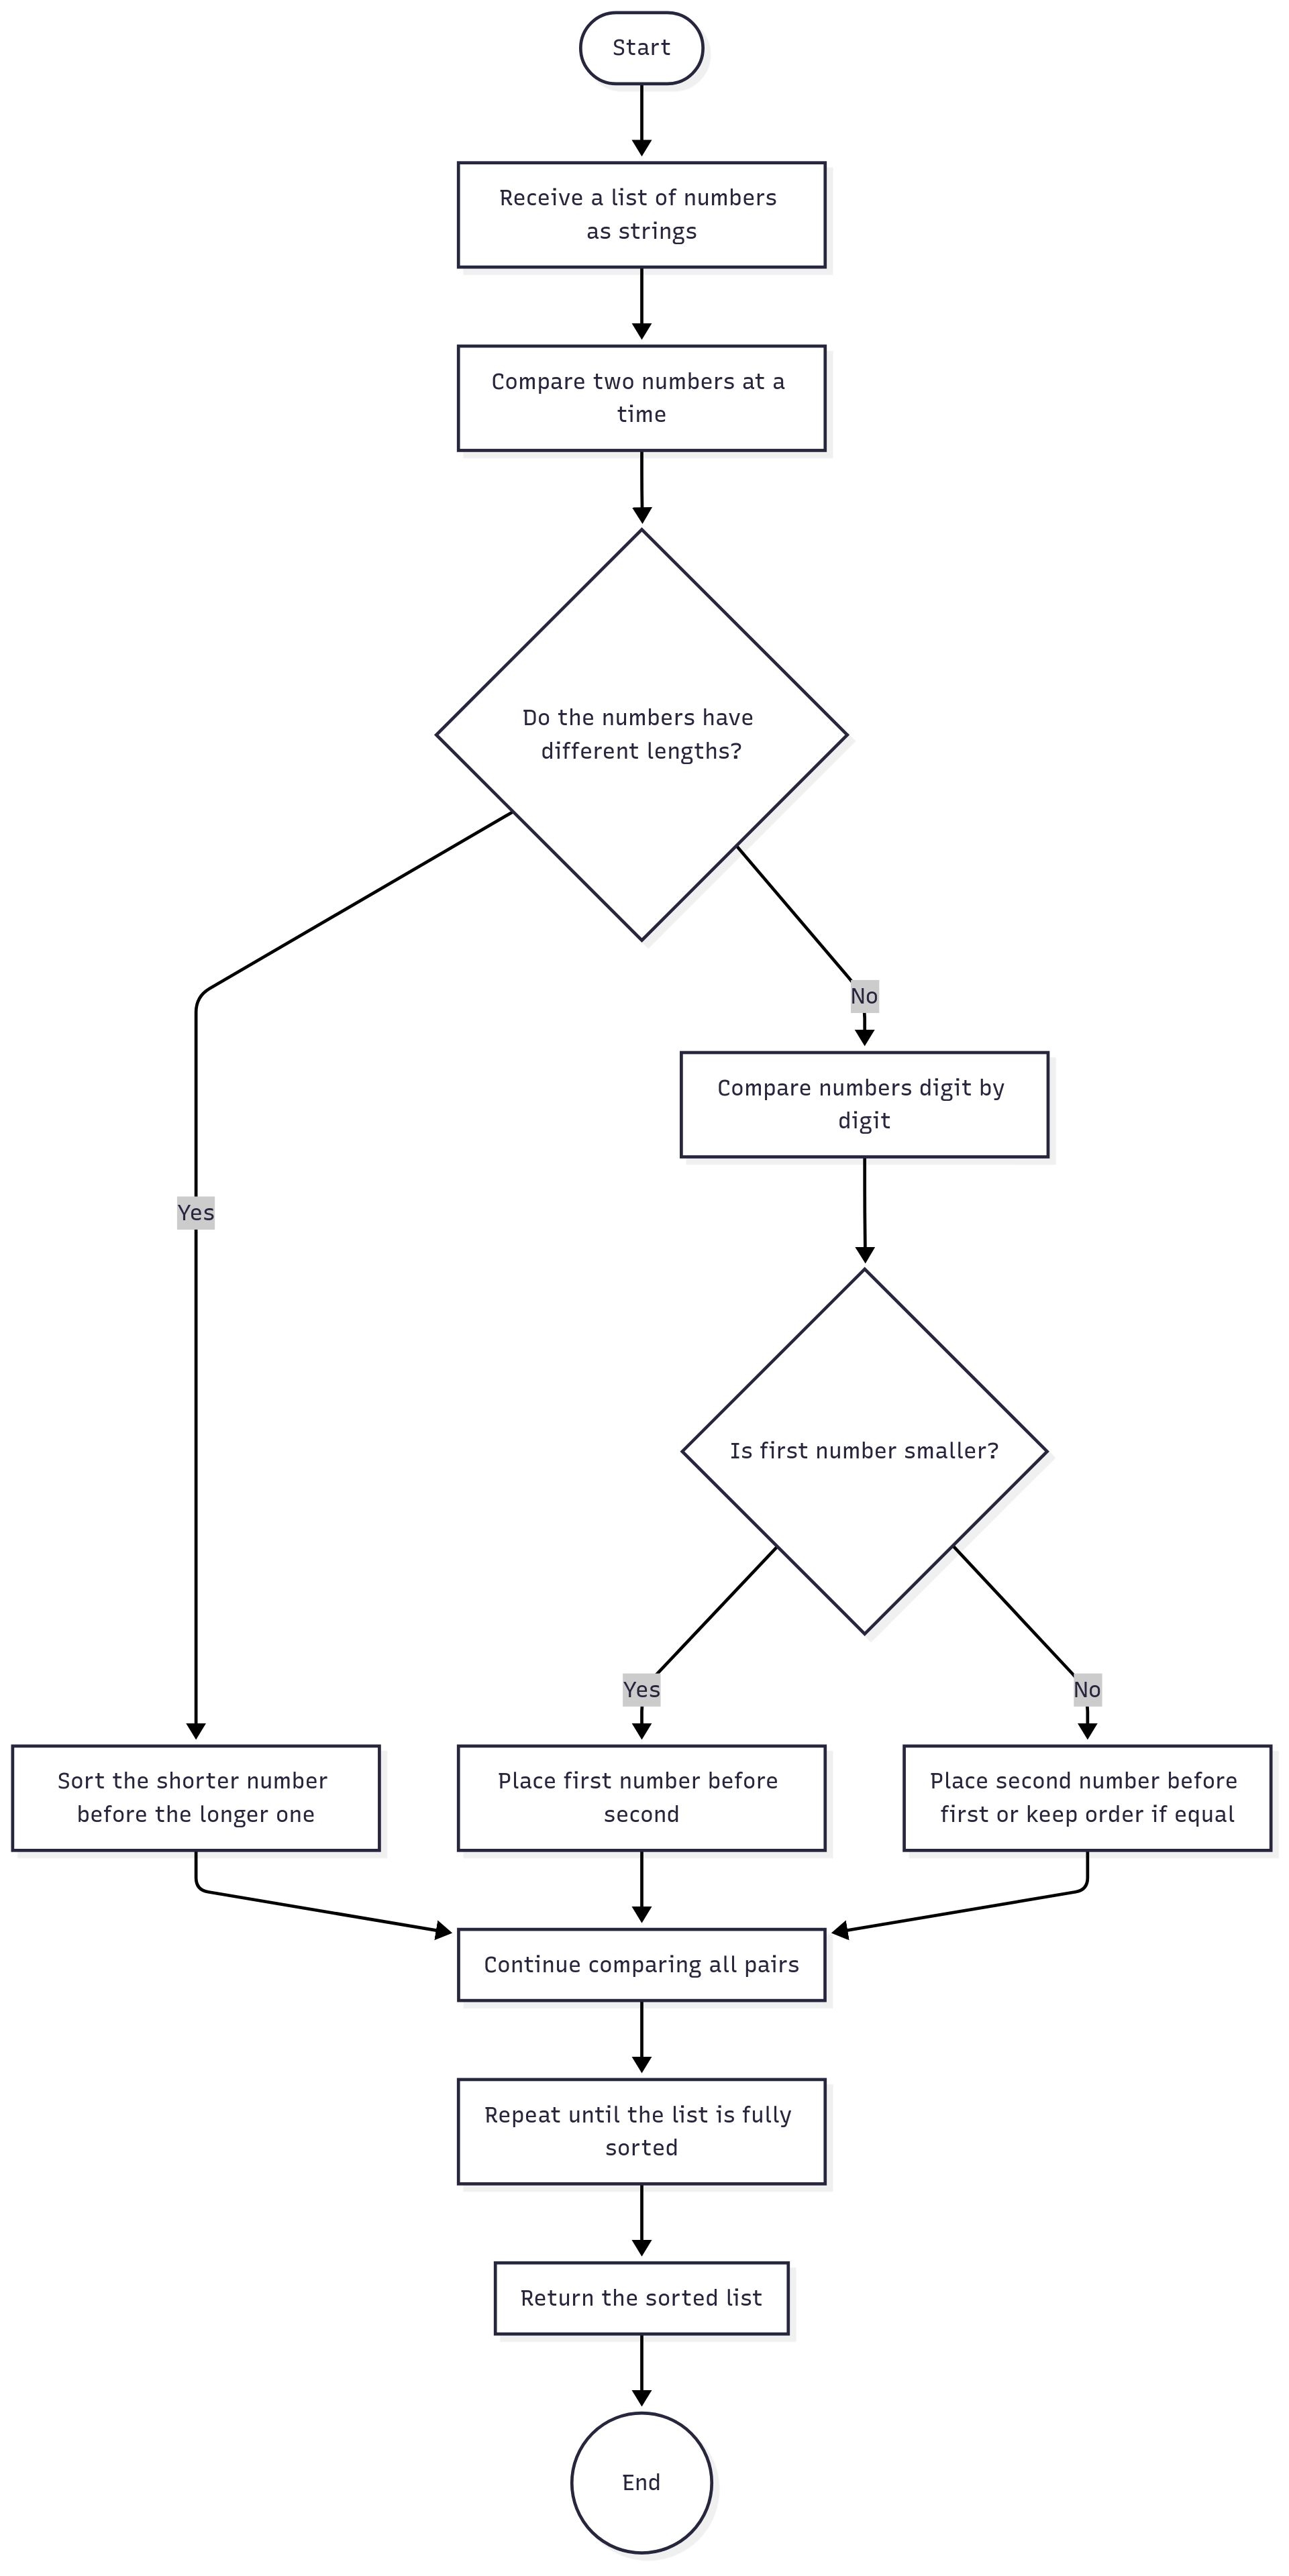 Start
Receive a list of numbers
as strings
Compare two numbers at a
time
Do the numbers have
different lengths?
No
Compare numbers digit by
digit
Yes
Is first number smaller?
Yes
No
Sort the shorter number
before the longer one
Place first number before
second
Place second number before
first or keep order if equal
Continue comparing all pairs
Repeat until the list is fully
sorted
Return the sorted list
End